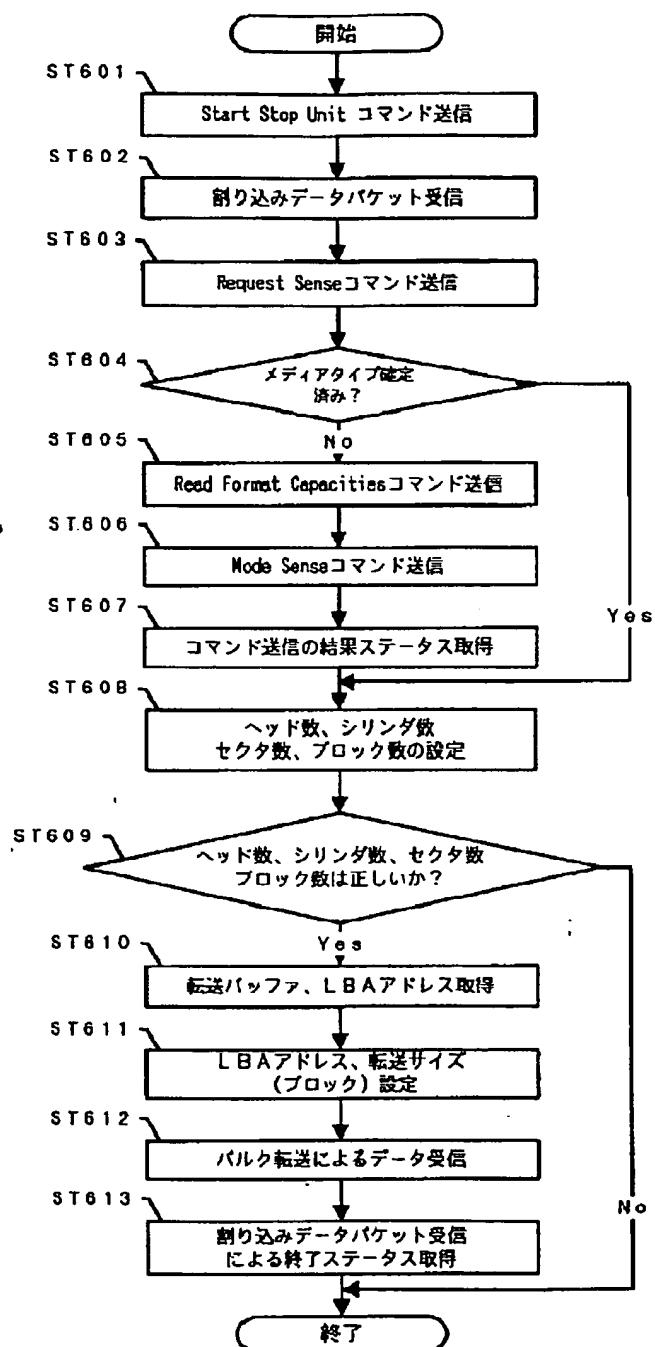 開始
ST601
Start Stop Unit コマンド送信
ST602
割り込みデータパケット受信
ST603
Request Senseコマンド送信
ST604
メディアタイプ確定
済み?
No
Yes
ST605
Read Format Capacitiesコマンド送信
ST606
Mode Senseコマンド送信
ST607
コマンド送信の結果ステータス取得
ST608
ヘッド数、シリンダ数
セクタ数、ブロック数の設定
ST609
ヘッド数、シリンダ数、セクタ数
ブロック数は正しいか?
Yes
No
ST610
転送バッファ、LBAアドレス取得
ST611
LBAアドレス、転送サイズ
(ブロック)設定
ST612
バルク転送によるデータ受信
ST613
割り込みデータパケット受信
による終了ステータス取得
終了